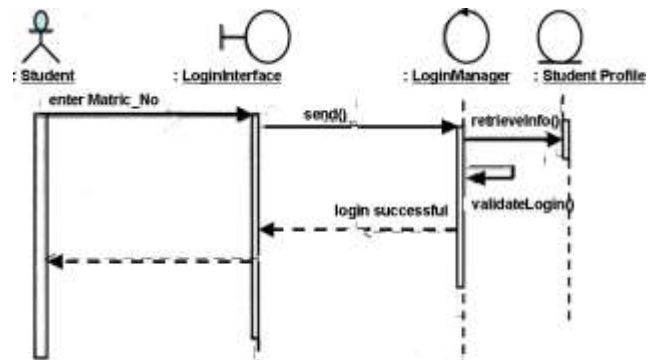 : Student
: LoginInterface
: LoginManager
: Student Profile
enter Matric_No
send()
retrieveInfo()
validateLogin()
login successful